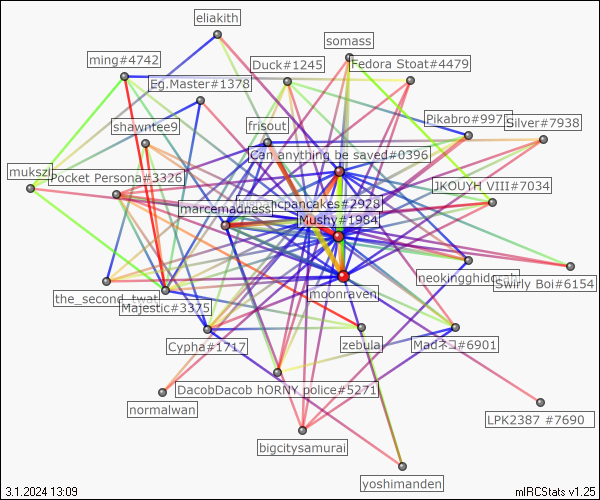 eliakith
somass
ming#4742
Duck#1245
Fedora Stoat#4479
Eg.Master#1378
Pikabro#997
Silver#7938
shawntee9
frisout
Can anything be saved#0396
mukszi
Pocket Persona#3326
JKOUYH VIII#7034
hcpancakes#2928
marcemadness
Mushy#1984
neokingghidorah
Swirly Boi#6154
moonraven
the_second_twat
Majestic#3375
Cypha#1717
zebula
Madネコ#6901
DacobDacob hORNY police#5271
normalwan
LPK2387 #7690
bigcitysamurai
yoshimanden
3.1.2024 13:09
mIRCStats v1.25